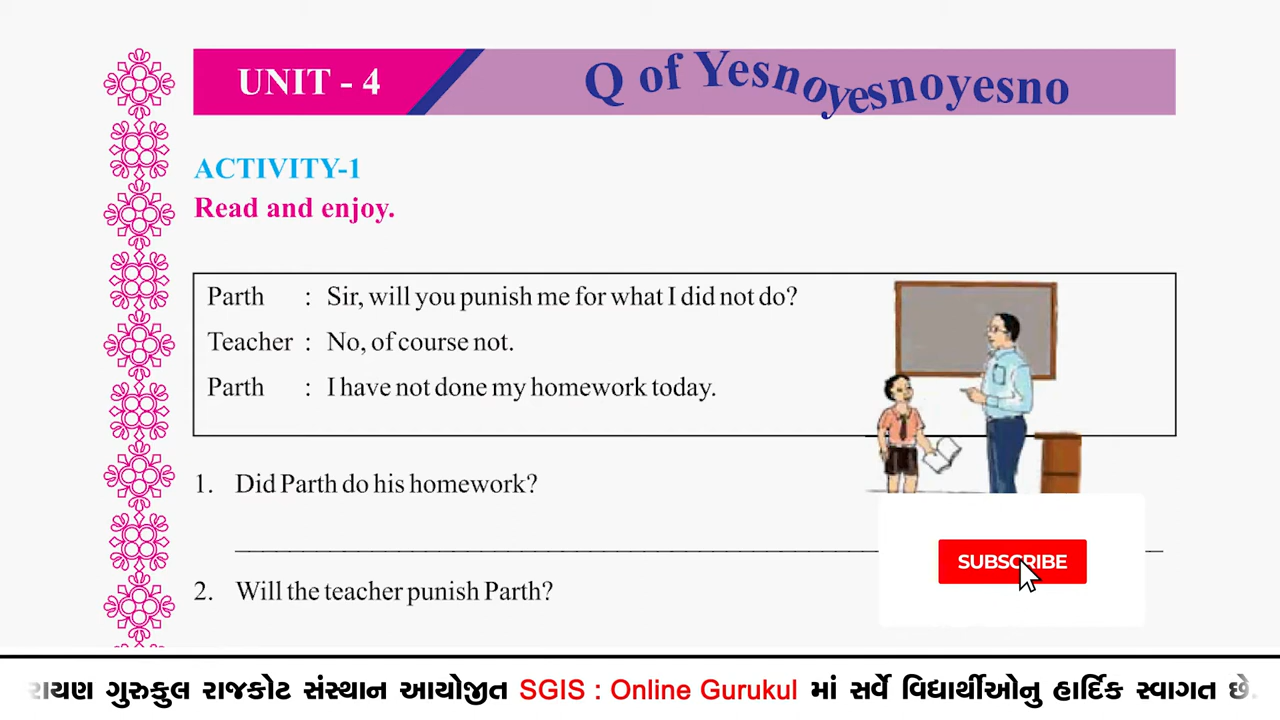 UNIT - 4
Q of Yesnoyesnoyesno
ACTIVITY-1
Read and enjoy.
Parth : Sir, will you punish me for what I did not do?
Teacher : No, of course not.
Parth : I have not done my homework today.
1. Did Parth do his homework?
2. Will the teacher punish Parth?
SUBSCRIBE
ગુરુકુલ રાજકોટ સંસ્થાન આયોજીત SGIS : Online Gurukul માં સર્વે વિદ્યાર્થીઓનુ હાર્દિક સ્વાગત છે.